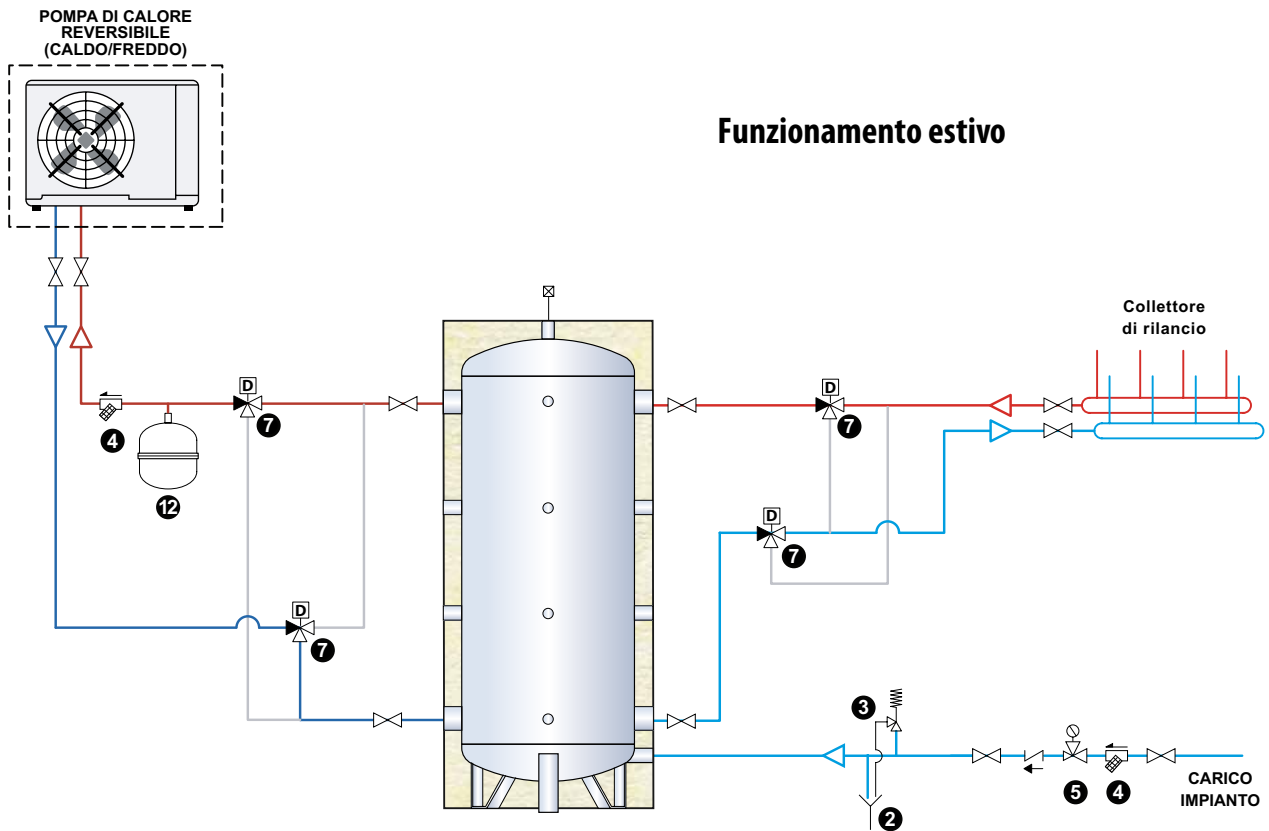 POMPA DI CALORE
REVERSIBILE
(CALDO/FREDDO)
Funzionamento estivo
Collettore
di rilancio
D
7
4
12
D
7
D
7
D
7
3
5
4
2
CARICO
IMPIANTO